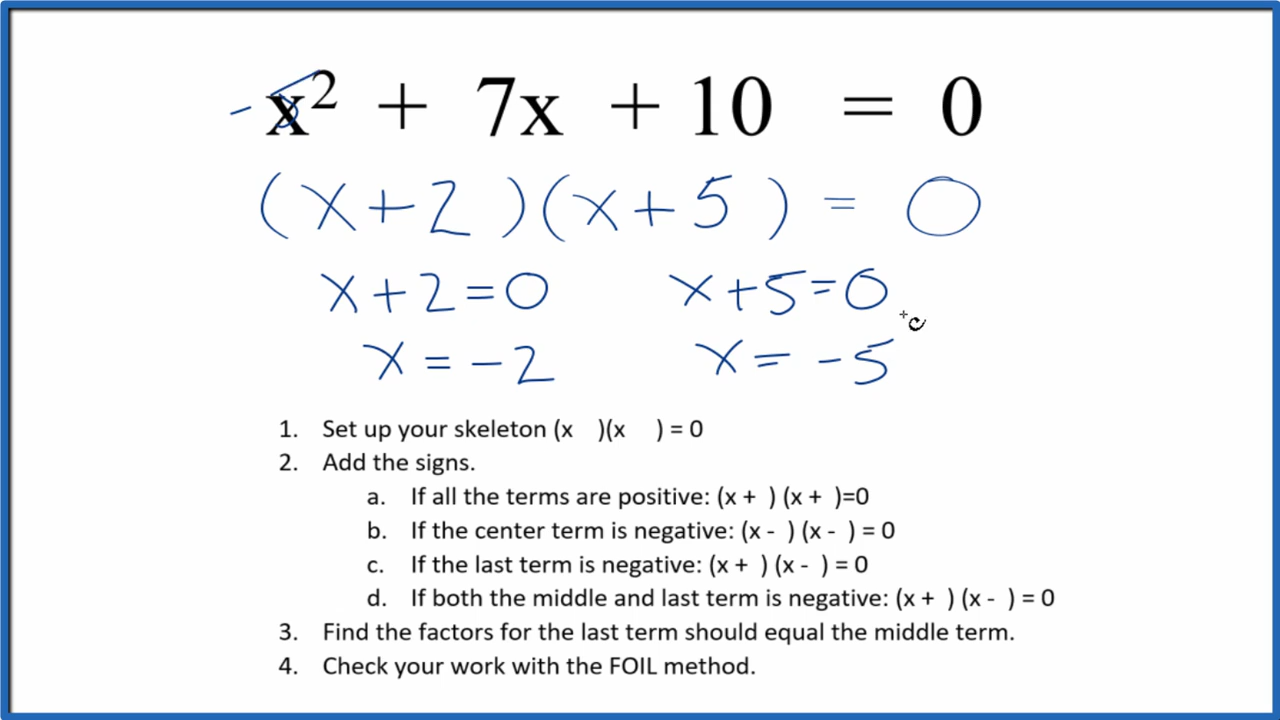 x² + 7x + 10 = 0
- 5
(x+2)(x+5) = 0
x+2=0 x+5=0
x = -2 x = -5
1. Set up your skeleton (x )(x ) = 0
2. Add the signs.
a. If all the terms are positive: (x + ) (x + )=0
b. If the center term is negative: (x - ) (x - ) = 0
c. If the last term is negative: (x + ) (x - ) = 0
d. If both the middle and last term is negative: (x + ) (x - ) = 0
3. Find the factors for the last term should equal the middle term.
4. Check your work with the FOIL method.